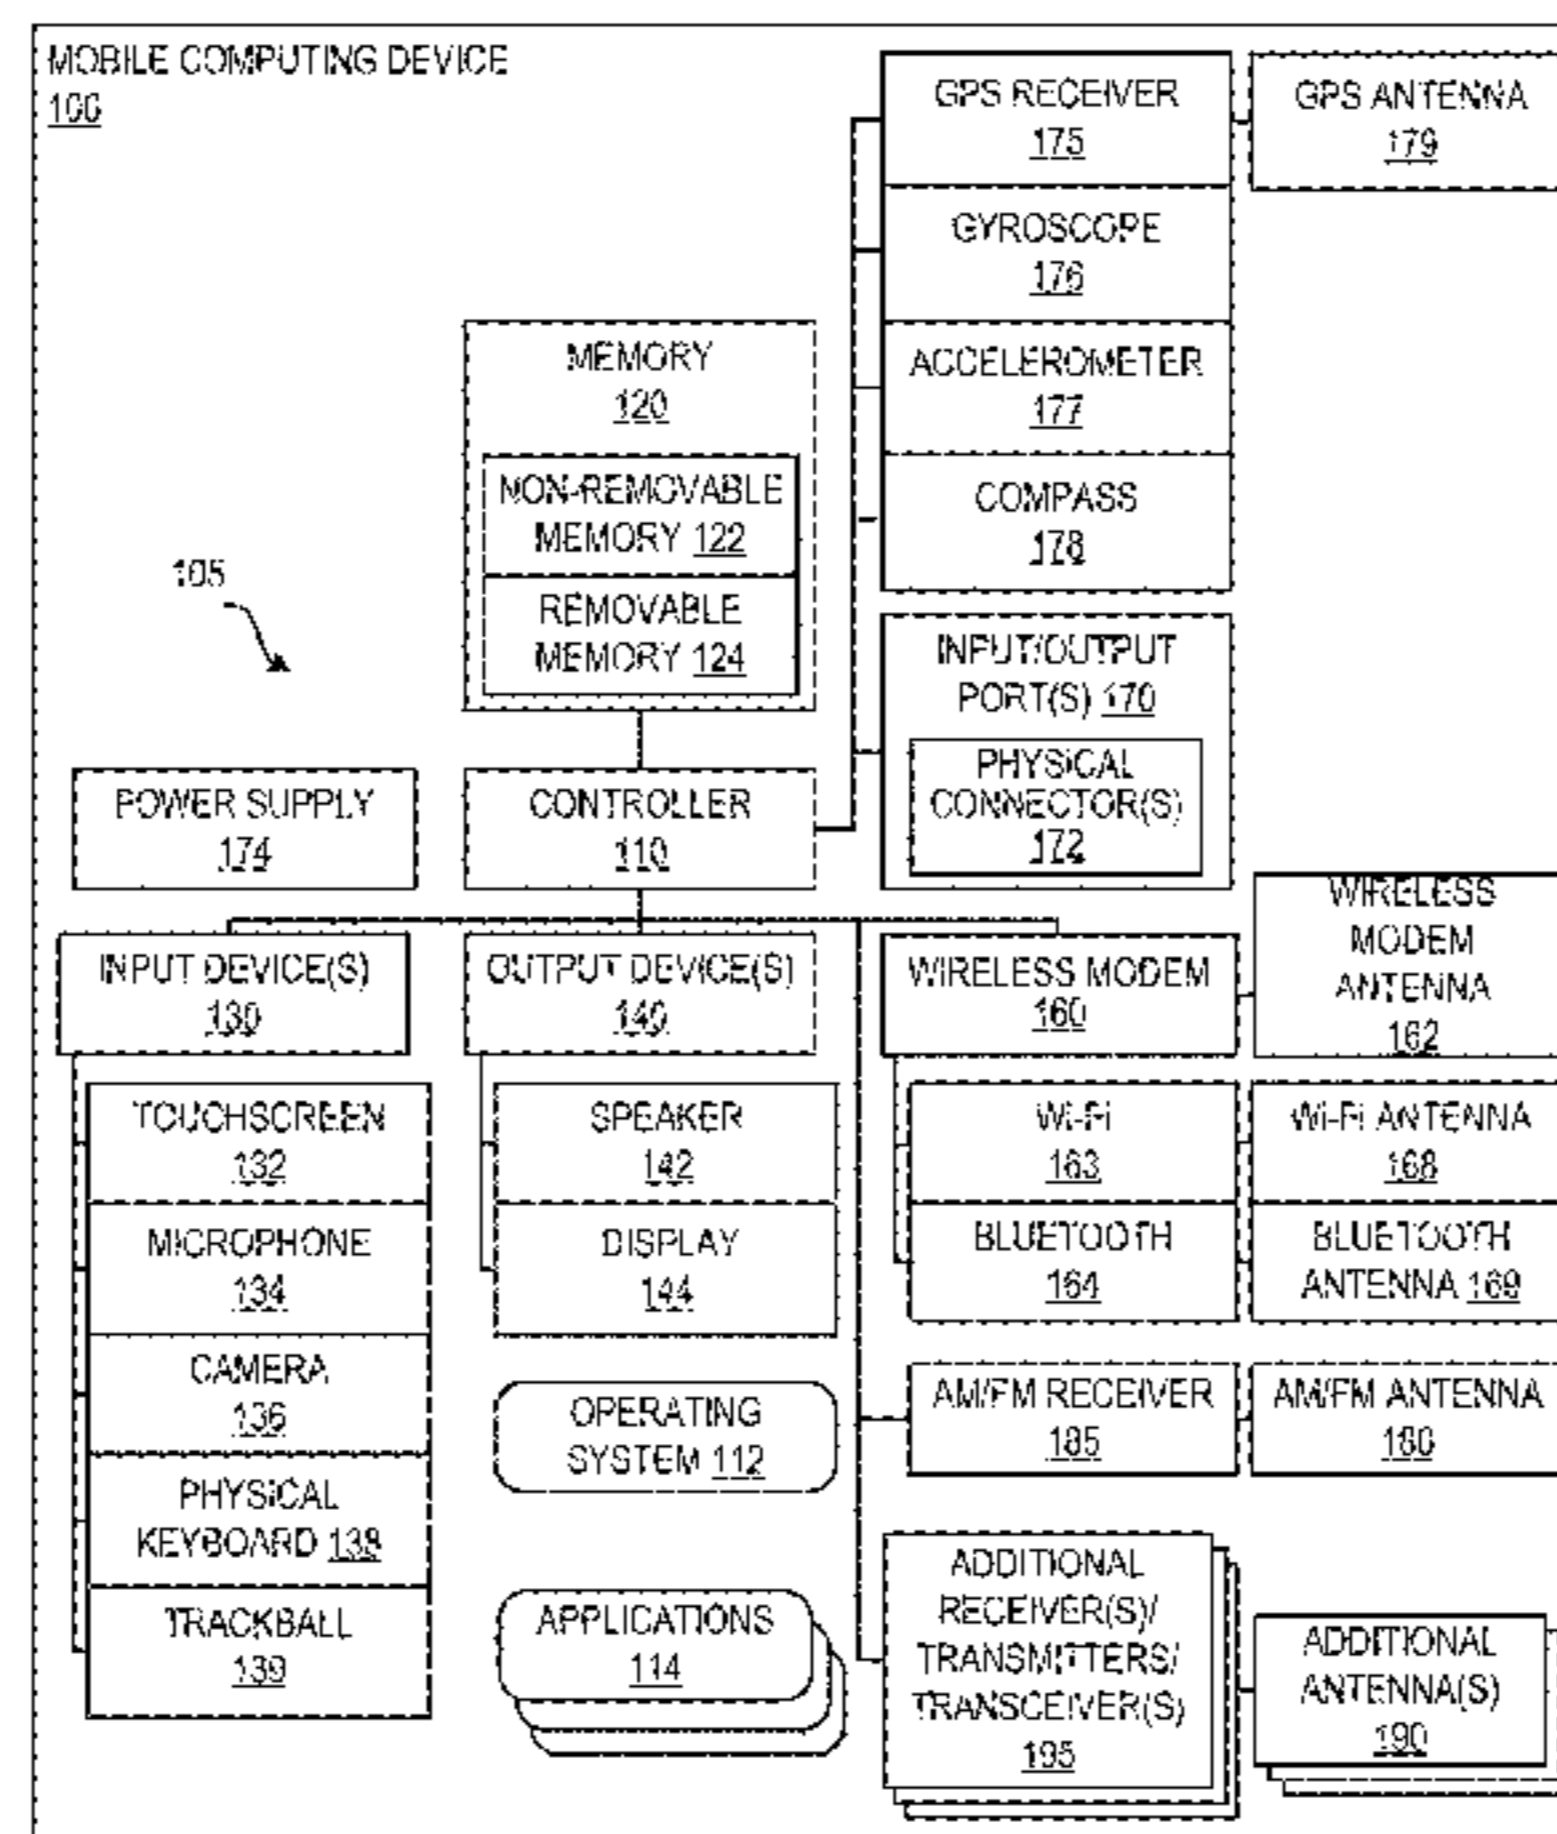 MOBILE COMPUTING DEVICE
100
GPS RECEIVER
175
GPS ANTENNA
179
GYROSCOPE
176
ACCELEROMETER
177
COMPASS
178
MEMORY
120
NON-REMOVABLE
MEMORY 122
REMOVABLE
MEMORY 124
105
INPUT/OUTPUT
PORT(S) 170
PHYSICAL
CONNECTOR(S)
172
POWER SUPPLY
174
CONTROLLER
110
INPUT DEVICE(S)
130
OUTPUT DEVICE(S)
140
WIRELESS MODEM
160
WIRELESS
MODEM
ANTENNA
162
TOUCHSCREEN
132
MICROPHONE
134
CAMERA
136
PHYSICAL
KEYBOARD 138
TRACKBALL
139
SPEAKER
142
DISPLAY
144
OPERATING
SYSTEM 112
APPLICATIONS
114
Wi-Fi
163
Wi-Fi ANTENNA
168
BLUETOOTH
164
BLUETOOTH
ANTENNA 169
AM/FM RECEIVER
185
AM/FM ANTENNA
180
ADDITIONAL
RECEIVER(S)/
TRANSMITTERS/
TRANSCEIVER(S)
195
ADDITIONAL
ANTENNA(S)
190